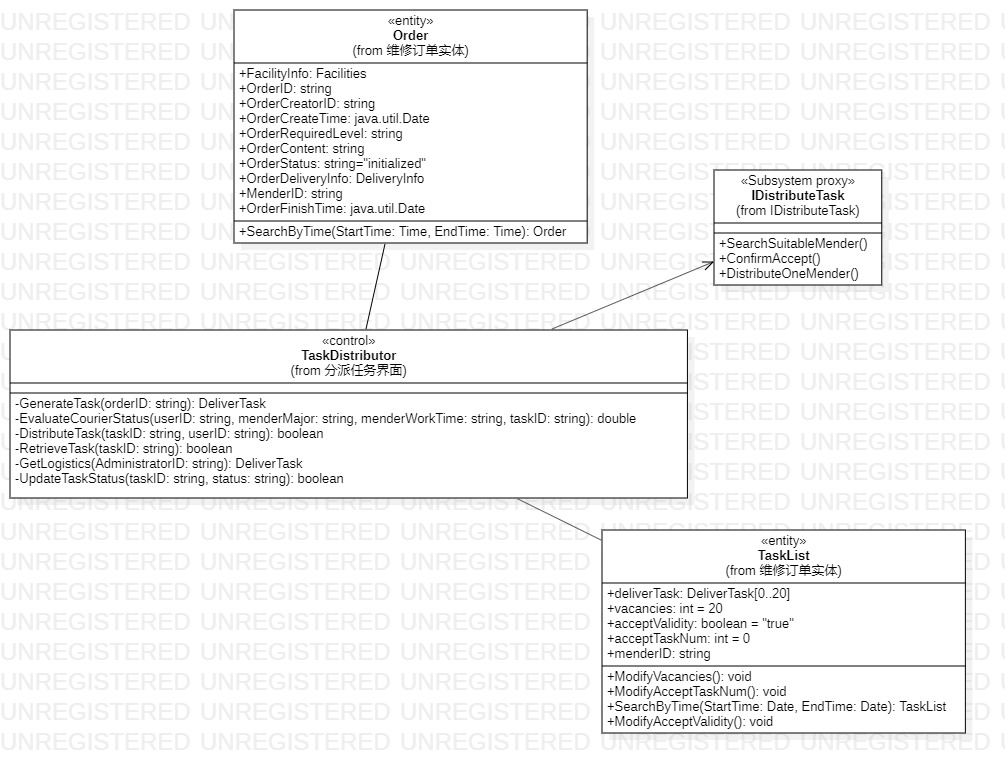 «entity»
Order
(from 维修订单实体)
+FacilityInfo: Facilities
+OrderID: string
+OrderCreatorID: string
+OrderCreateTime: java.util.Date
+OrderRequiredLevel: string
+OrderContent: string
+OrderStatus: string="initialized"
+OrderDeliveryInfo: DeliveryInfo
+MenderID: string
+OrderFinishTime: java.util.Date
+SearchByTime(StartTime: Time, EndTime: Time): Order
«Subsystem proxy»
IDistributeTask
(from IDistributeTask)
+SearchSuitableMender()
+ConfirmAccept()
+DistributeOneMender()
«control»
TaskDistributor
(from 分派任务界面)
-GenerateTask(orderID: string): DeliverTask
-EvaluateCourierStatus(userID: string, menderMajor: string, menderWorkTime: string, taskID: string): double
-DistributeTask(taskID: string, userID: string): boolean
-RetrieveTask(taskID: string): boolean
-GetLogistics(AdministratorID: string): DeliverTask
-UpdateTaskStatus(taskID: string, status: string): boolean
«entity»
TaskList
(from 维修订单实体)
+deliverTask: DeliverTask[0..20]
+vacancies: int = 20
+acceptValidity: boolean = "true"
+acceptTaskNum: int = 0
+menderID: string
+ModifyVacancies(): void
+ModifyAcceptTaskNum(): void
+SearchByTime(StartTime: Date, EndTime: Date): TaskList
+ModifyAcceptValidity(): void
UNREGISTERED